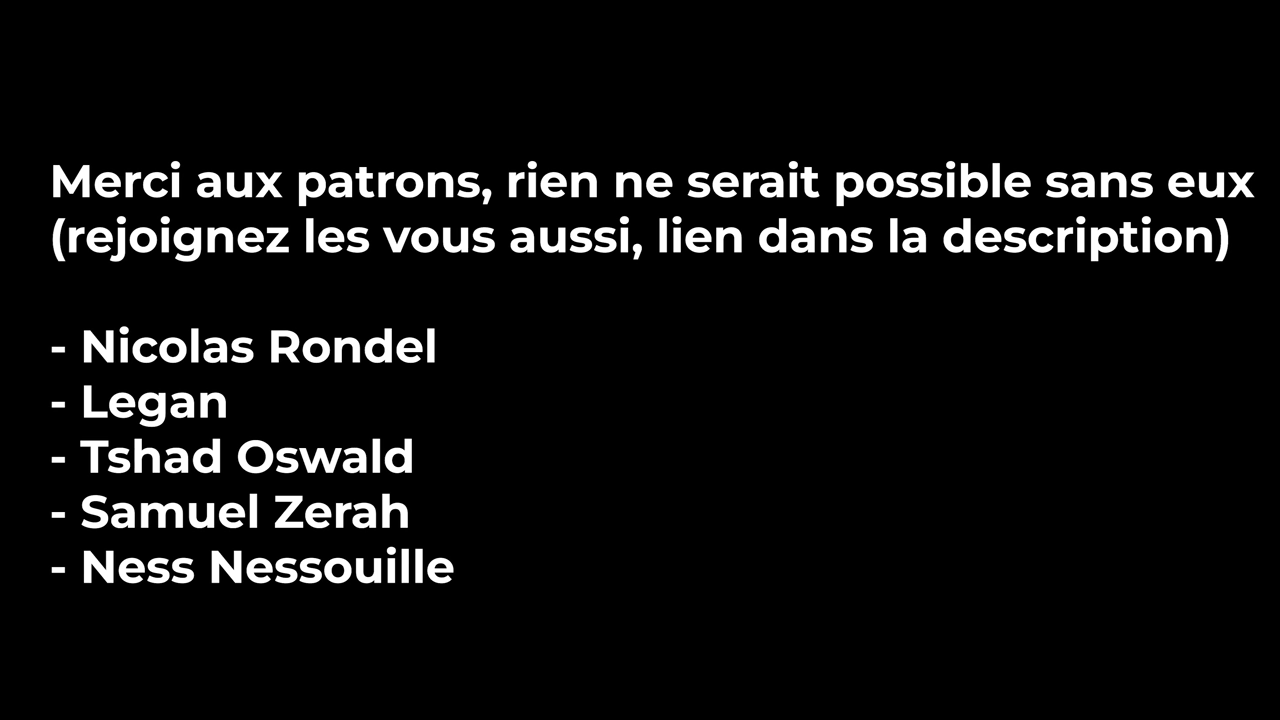 Merci aux patrons, rien ne serait possible sans eux
(rejoignez les vous aussi, lien dans la description)
- Nicolas Rondel
- Legan
- Tshad Oswald
- Samuel Zerah
- Ness Nessouille